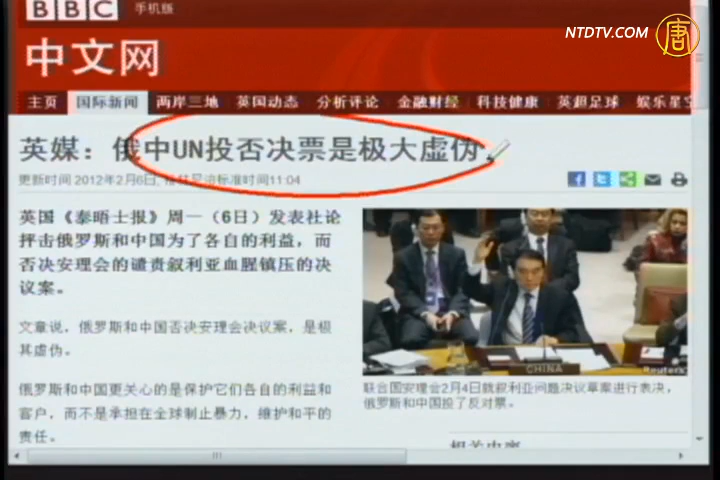 BBC 手机版
NTDTV.COM 唐
中文网
主页 国际新闻 两岸三地 英国动态 分析评论 金融财经 科技健康 英超足球 娱乐星空
英媒：俄中UN投否决票是极大虚伪
更新时间 2012年2月6日, 格林尼治标准时间11:04
英国《泰晤士报》周一（6日）发表社论
抨击俄罗斯和中国为了各自的利益，而
否决安理会的谴责叙利亚血腥镇压的决
议案。
文章说，俄罗斯和中国否决安理会决议案，是极
其虚伪。
俄罗斯和中国更关心的是保护它们各自的利益和
客户，而不是承担在全球制止暴力，维护和平的
责任。
CHINA
Reuters
联合国安理会2月4日就叙利亚问题决议草案进行表决，
俄罗斯和中国投了反对票。